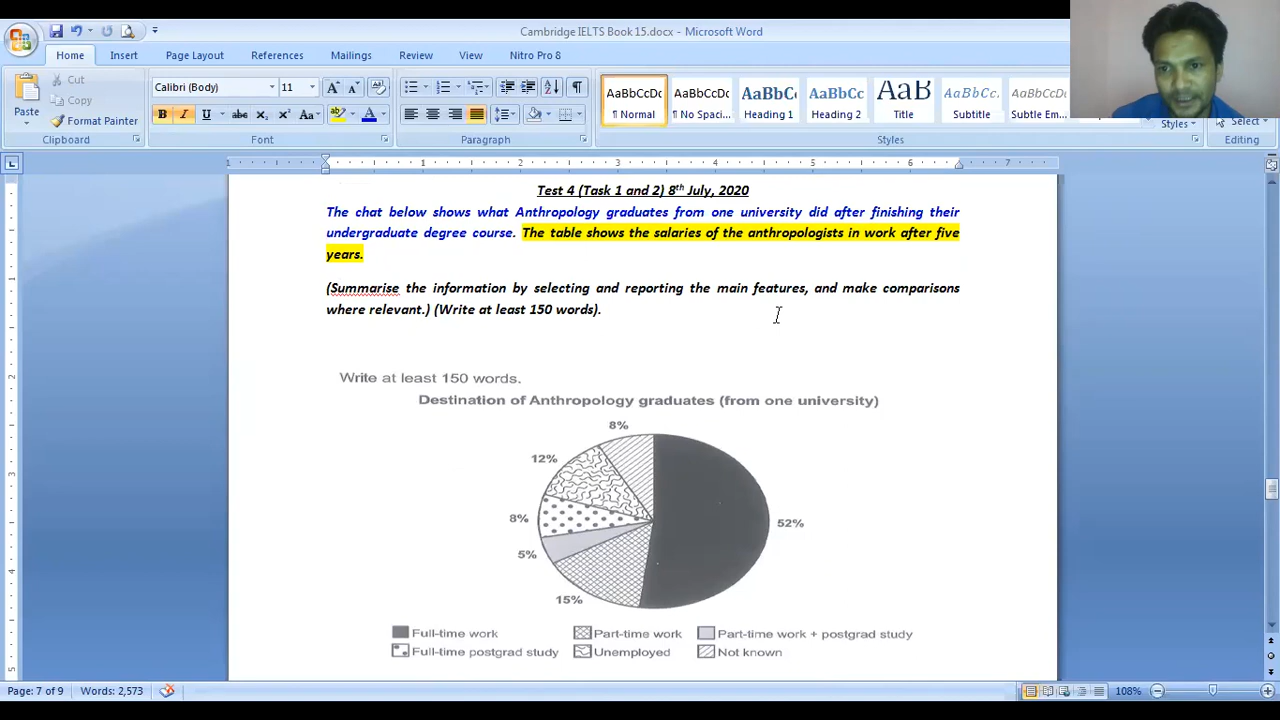 Cambridge IELTS Book 15.docx - Microsoft Word
Home Insert Page Layout References Mailings Review View Nitro Pro 8
Paste
Cut
Copy
Format Painter
Clipboard
Calibri (Body) 11
Font
Paragraph
AaBbCcDc AaBbCcDc AaBbCc AaBbCc AaB AaBbCc. AaBbCcDc
¶ Normal ¶ No Spaci... Heading 1 Heading 2 Title Subtitle Subtle Em...
Styles
Styles
Select
Editing
Test 4 (Task 1 and 2) 8th July, 2020
The chat below shows what Anthropology graduates from one university did after finishing their
undergraduate degree course. The table shows the salaries of the anthropologists in work after five
years.
(Summarise the information by selecting and reporting the main features, and make comparisons
where relevant.) (Write at least 150 words).
Write at least 150 words.
Destination of Anthropology graduates (from one university)
8%
12%
8%
52%
5%
15%
Full-time work Part-time work Part-time work + postgrad study
Full-time postgrad study Unemployed Not known
Page: 7 of 9 Words: 2,573 108%